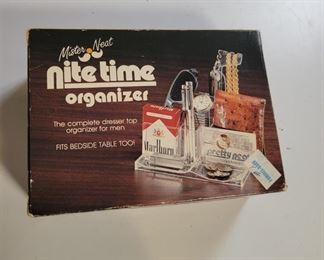 Mister Neat
Nite time
organizer
The complete dresser top
organizer for men
FITS BEDSIDE TABLE TOO!
Marlboro